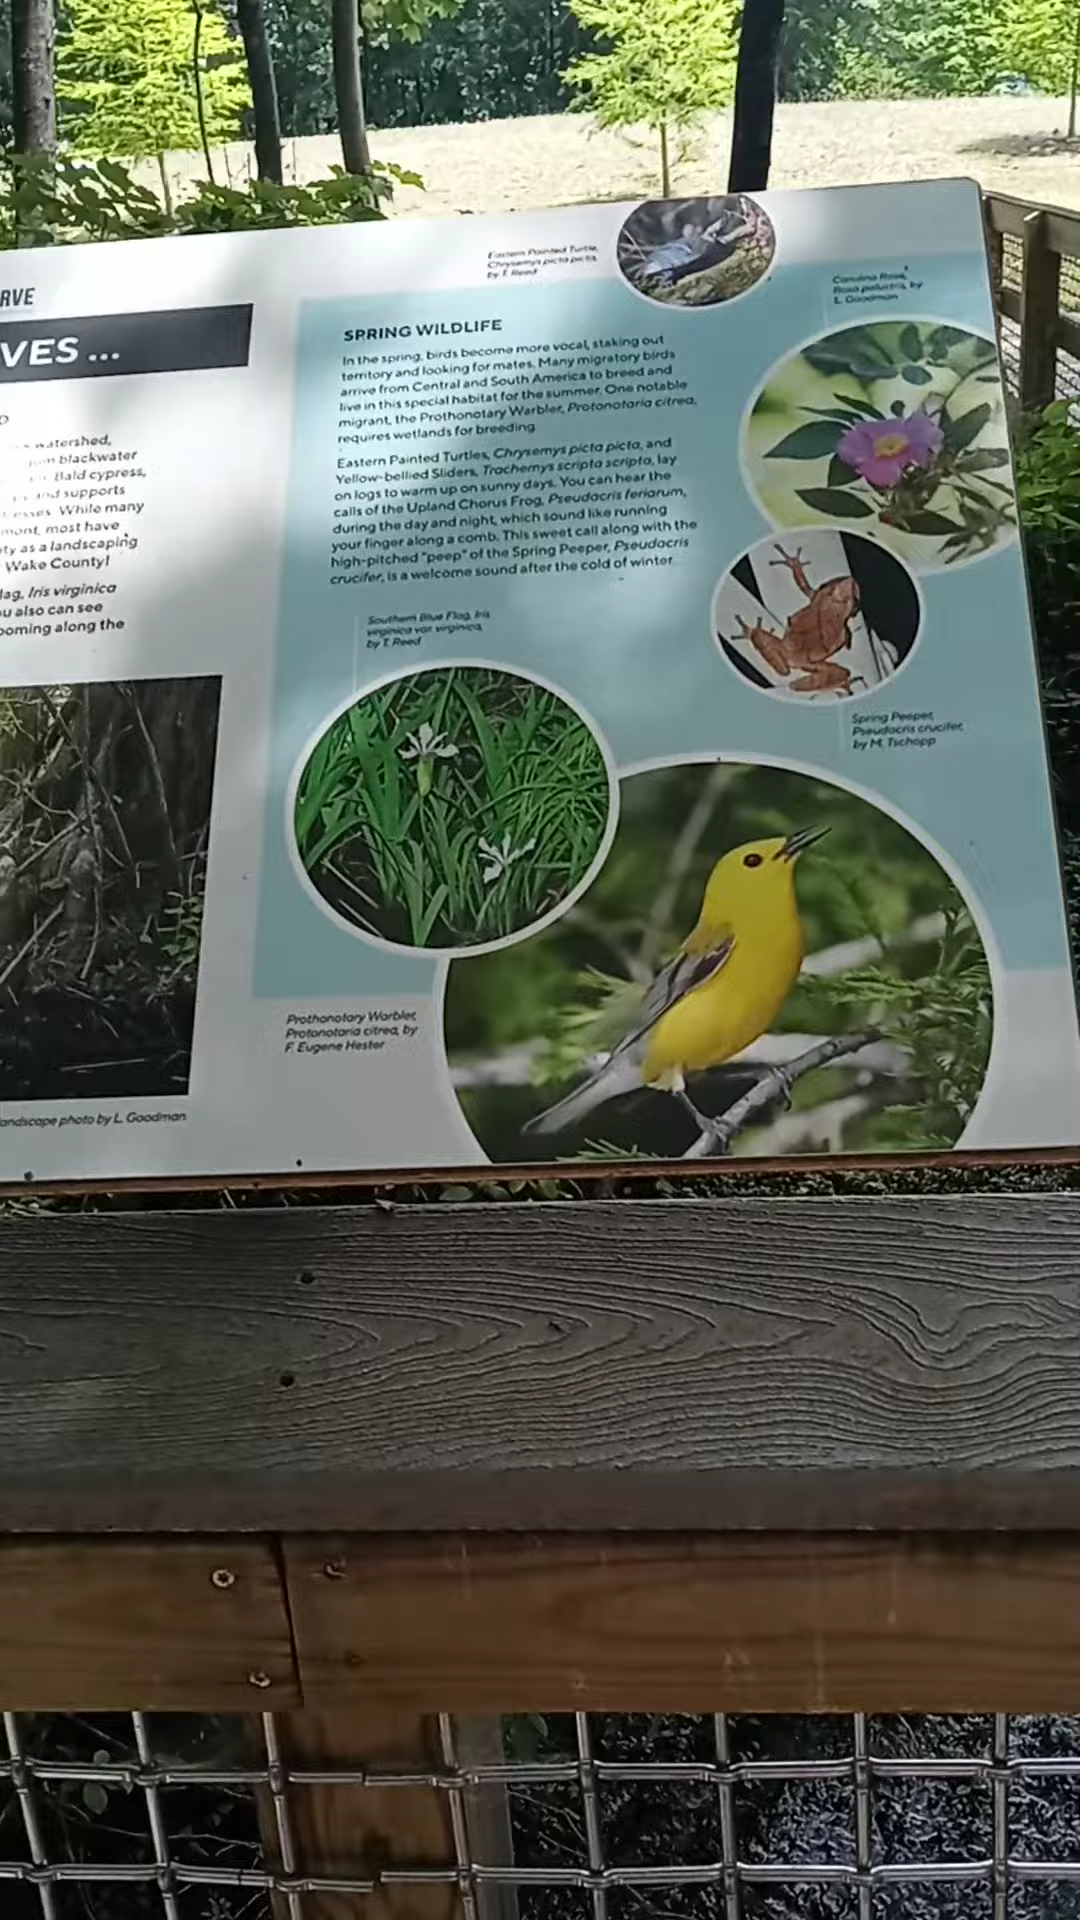 RVE
VES ...
watershed,
blackwater
Bald cypress,
and supports
While many
most have
ty as a landscaping
Wake County!
lag, Iris virginica
u also can see
ooming along the
andscape photo by L. Goodman
Eastern Painted Turtle,
Chrysemys picta picta,
by T. Reed
SPRING WILDLIFE
In the spring, birds become more vocal, staking out
territory and looking for mates. Many migratory birds
arrive from Central and South America to breed and
live in this special habitat for the summer. One notable
migrant, the Prothonotary Warbler, Protonotaria citrea,
requires wetlands for breeding.
Eastern Painted Turtles, Chrysemys picta picta, and
Yellow-bellied Sliders, Trachemys scripta scripta, lay
on logs to warm up on sunny days. You can hear the
calls of the Upland Chorus Frog, Pseudacris feriarum,
during the day and night, which sound like running
your finger along a comb. This sweet call along with the
high-pitched "peep" of the Spring Peeper, Pseudacris
crucifer, is a welcome sound after the cold of winter.
Carolina Rose,
Rosa palustris, by
L. Goodman
Southern Blue Flag, Iris
virginica var. virginica,
by T. Reed
Spring Peeper,
Pseudacris crucifer,
by M. Tschopp
Prothonotary Warbler,
Protonotaria citrea, by
F. Eugene Hester